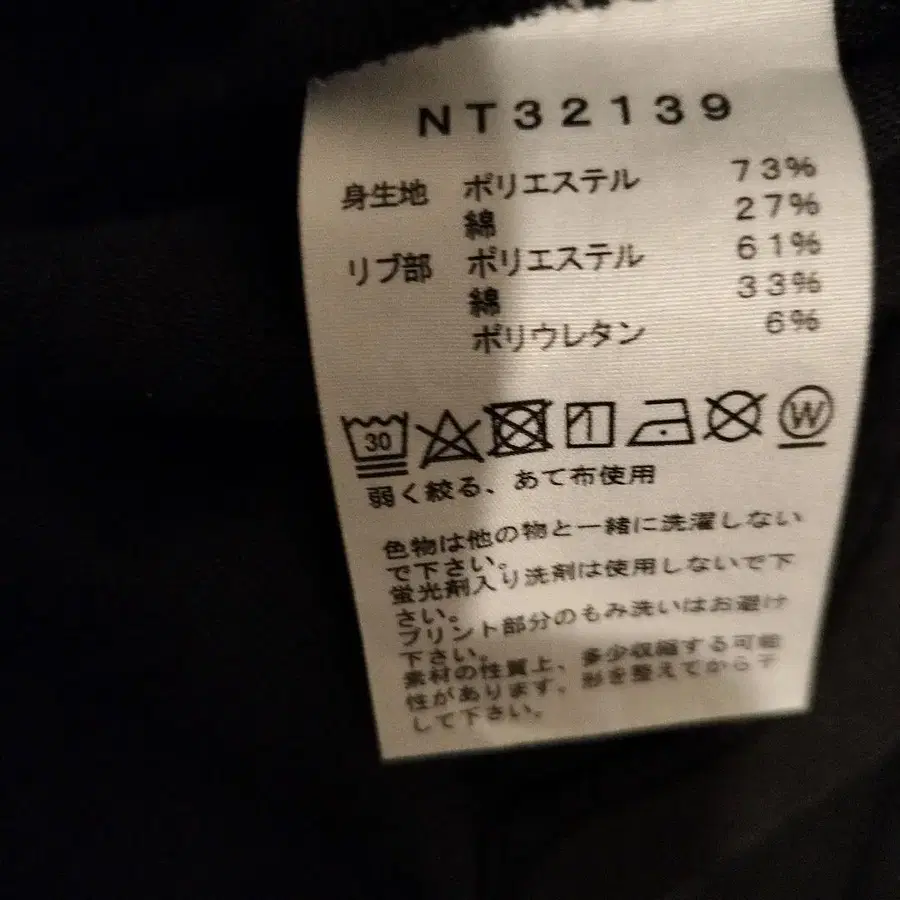 NT32139
身生地 ポリエステル 73%
綿 27%
リブ部 ポリエステル 61%
綿 33%
ポリウレタン 6%
30 W
弱く絞る、あて布使用
色物は他の物と一緒に洗濯しない
で下さい。
蛍光剤入り洗剤は使用しないで下
さい。
プリント部分のもみ洗いはお避け
下さい。
素材の性質上、多少収縮する可能
性があります。形を整えてから干
して下さい。